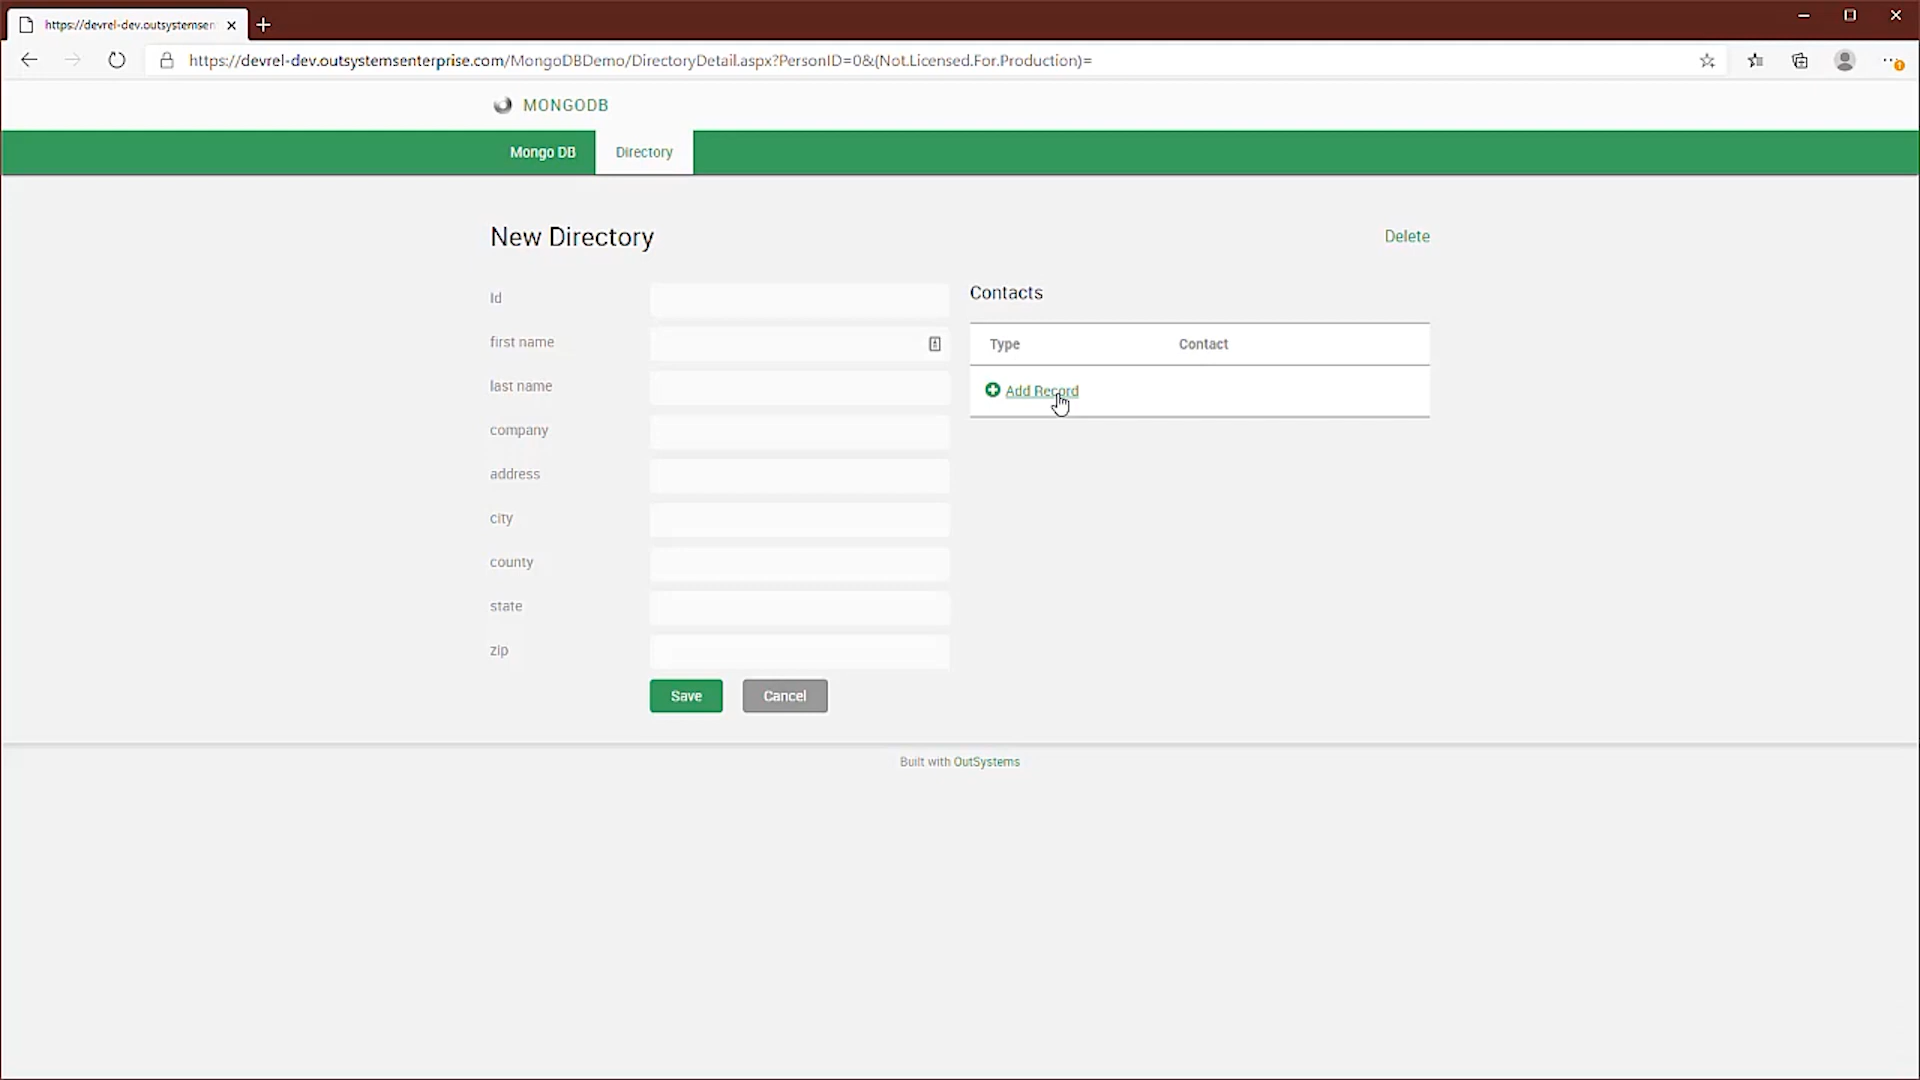 https://devrel-dev.outsystemsen
https://devrel-dev.outsystemsenterprise.com/MongoDBDemo/DirectoryDetail.aspx?PersonID=0&(Not.Licensed.For.Production)=
MONGODB
Mongo DB
Directory
New Directory
Delete
Id
Contacts
first name
Type Contact
last name
Add Record
company
address
city
county
state
zip
Save
Cancel
Built with OutSystems